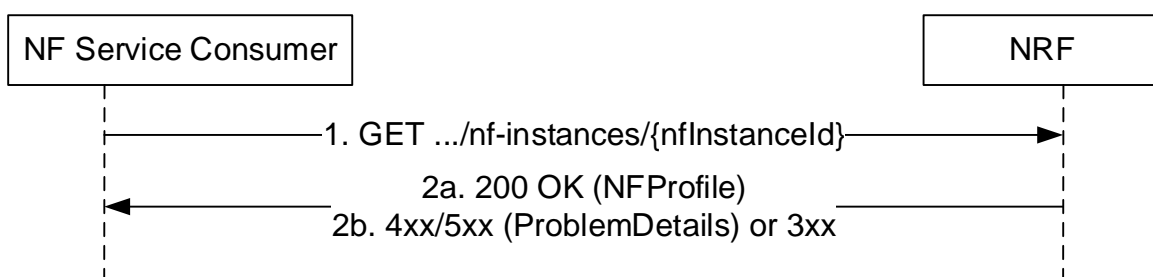 NF Service Consumer
NRF
1. GET .../nf-instances/{nfInstanceId}
2a. 200 OK (NFProfile)
2b. 4xx/5xx (ProblemDetails) or 3xx